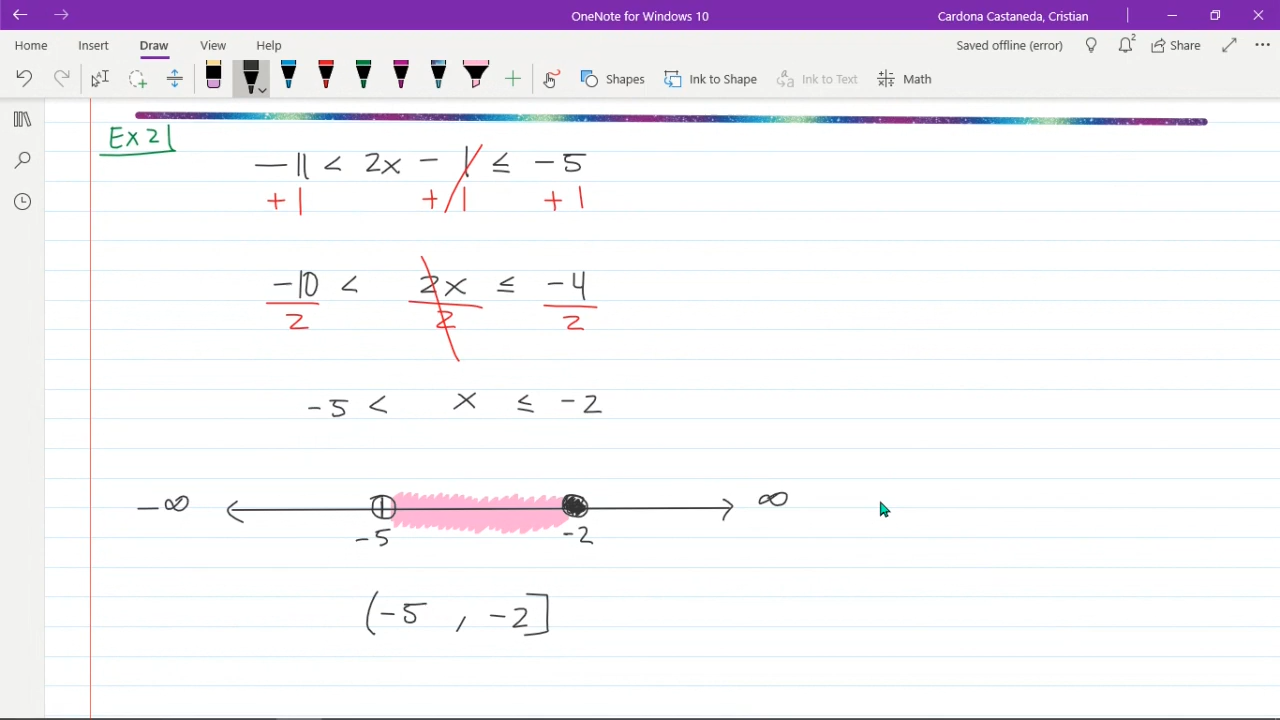 OneNote for Windows 10
Cardona Castaneda, Cristian
Home Insert Draw View Help
Saved offline (error)
Share
Shapes
Ink to Shape
Ink to Text
Math
Ex 21
-11 < 2x - 1 ≤ -5
+1 +1 +1
-10 < 2x ≤ -4
2 2 2
-5 < x ≤ -2
-∞ ∞
-5 -2
(-5 , -2]